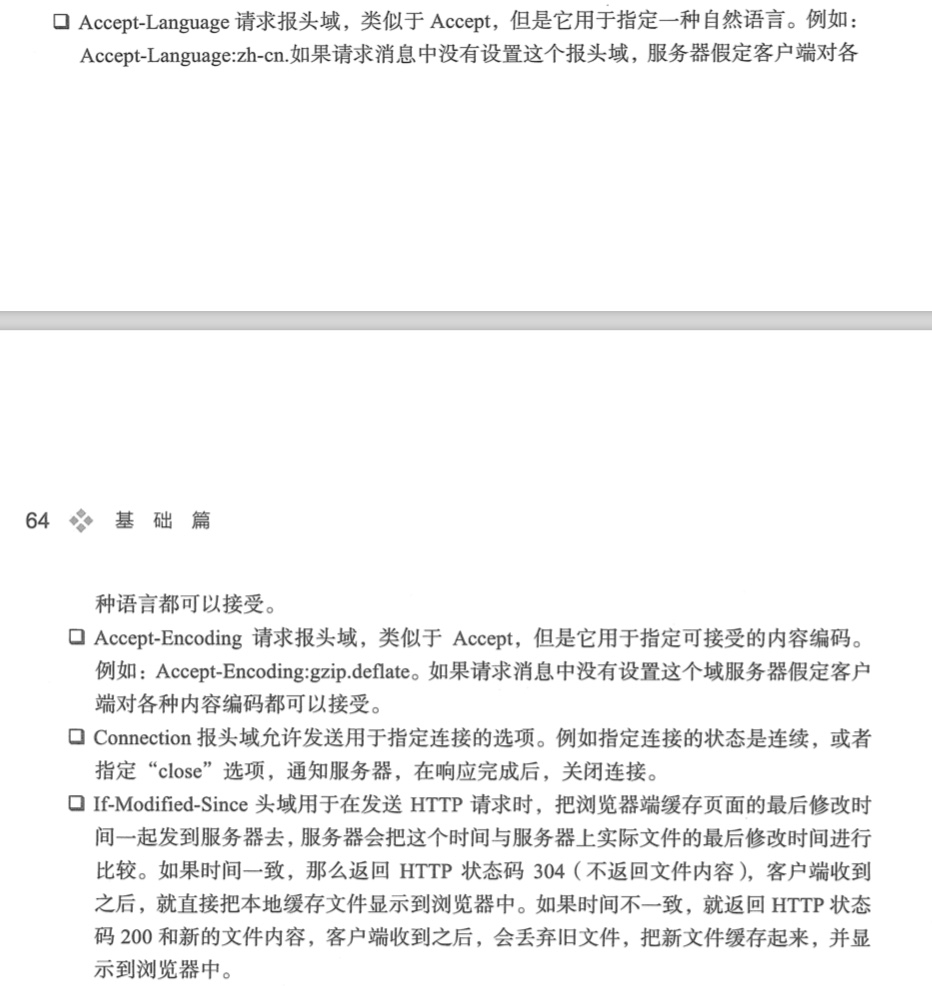 ❑ Accept-Language 请求报头域，类似于 Accept，但是它用于指定一种自然语言。例如：
Accept-Language:zh-cn.如果请求消息中没有设置这个报头域，服务器假定客户端对各
64 基 础 篇
种语言都可以接受。
❑ Accept-Encoding 请求报头域，类似于 Accept，但是它用于指定可接受的内容编码。
例如：Accept-Encoding:gzip.deflate。如果请求消息中没有设置这个域服务器假定客户
端对各种内容编码都可以接受。
❑ Connection 报头域允许发送用于指定连接的选项。例如指定连接的状态是连续，或者
指定“close”选项，通知服务器，在响应完成后，关闭连接。
❑ If-Modified-Since 头域用于在发送 HTTP 请求时，把浏览器端缓存页面的最后修改时
间一起发到服务器去，服务器会把这个时间与服务器上实际文件的最后修改时间进行
比较。如果时间一致，那么返回 HTTP 状态码 304（不返回文件内容），客户端收到
之后，就直接把本地缓存文件显示到浏览器中。如果时间不一致，就返回 HTTP 状态
码 200 和新的文件内容，客户端收到之后，会丢弃旧文件，把新文件缓存起来，并显
示到浏览器中。